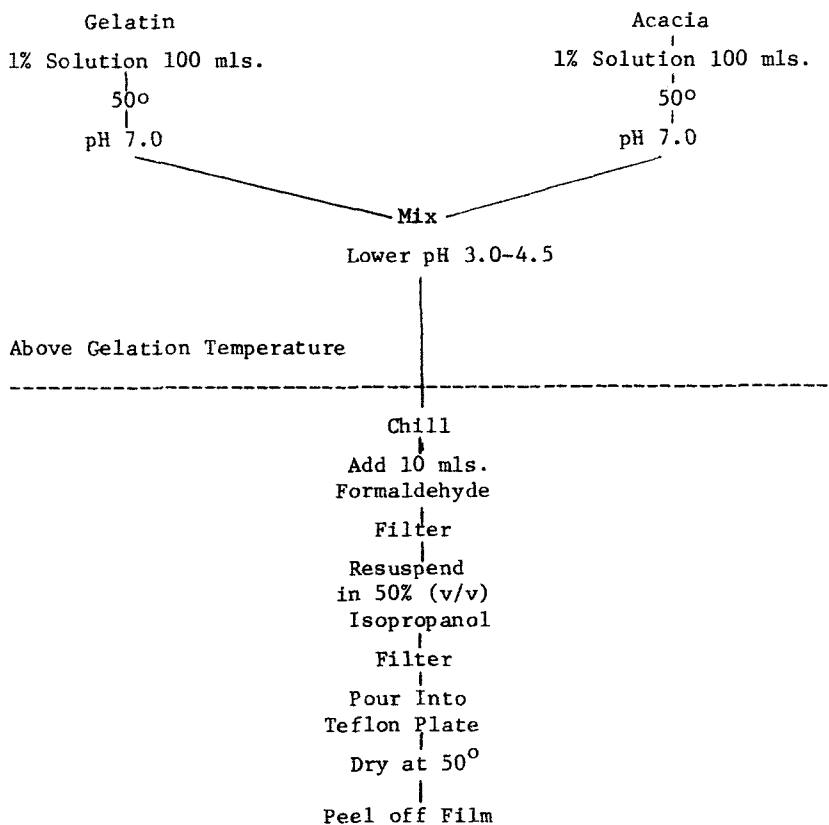 Gelatin
1% Solution 100 mls.
50°
pH 7.0
Acacia
1% Solution 100 mls.
50°
pH 7.0
Mix
Lower pH 3.0-4.5
Above Gelation Temperature
Chill
Add 10 mls.
Formaldehyde
Filter
Resuspend
in 50% (v/v)
Isopropanol
Filter
Pour Into
Teflon Plate
Dry at 50°
Peel off Film